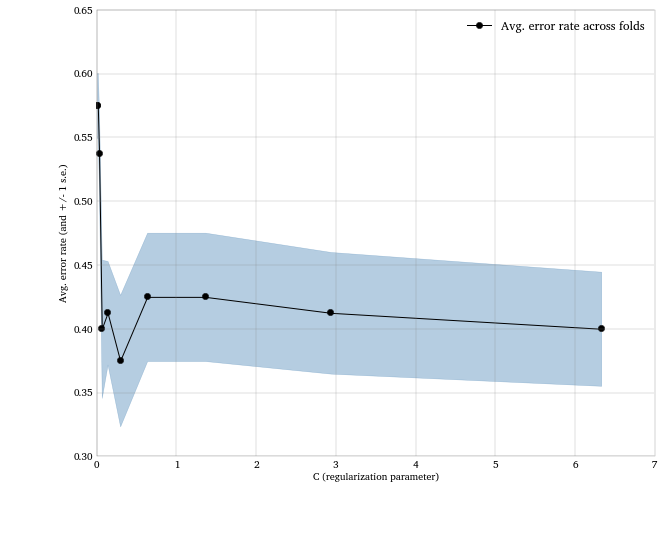 0.65
Avg. error rate across folds
0.60
0.55
0.50
0.45
0.40
0.35
0.30
Avg. error rate (and +/- 1 s.e.)
0 1 2 3 4 5 6 7
C (regularization parameter)